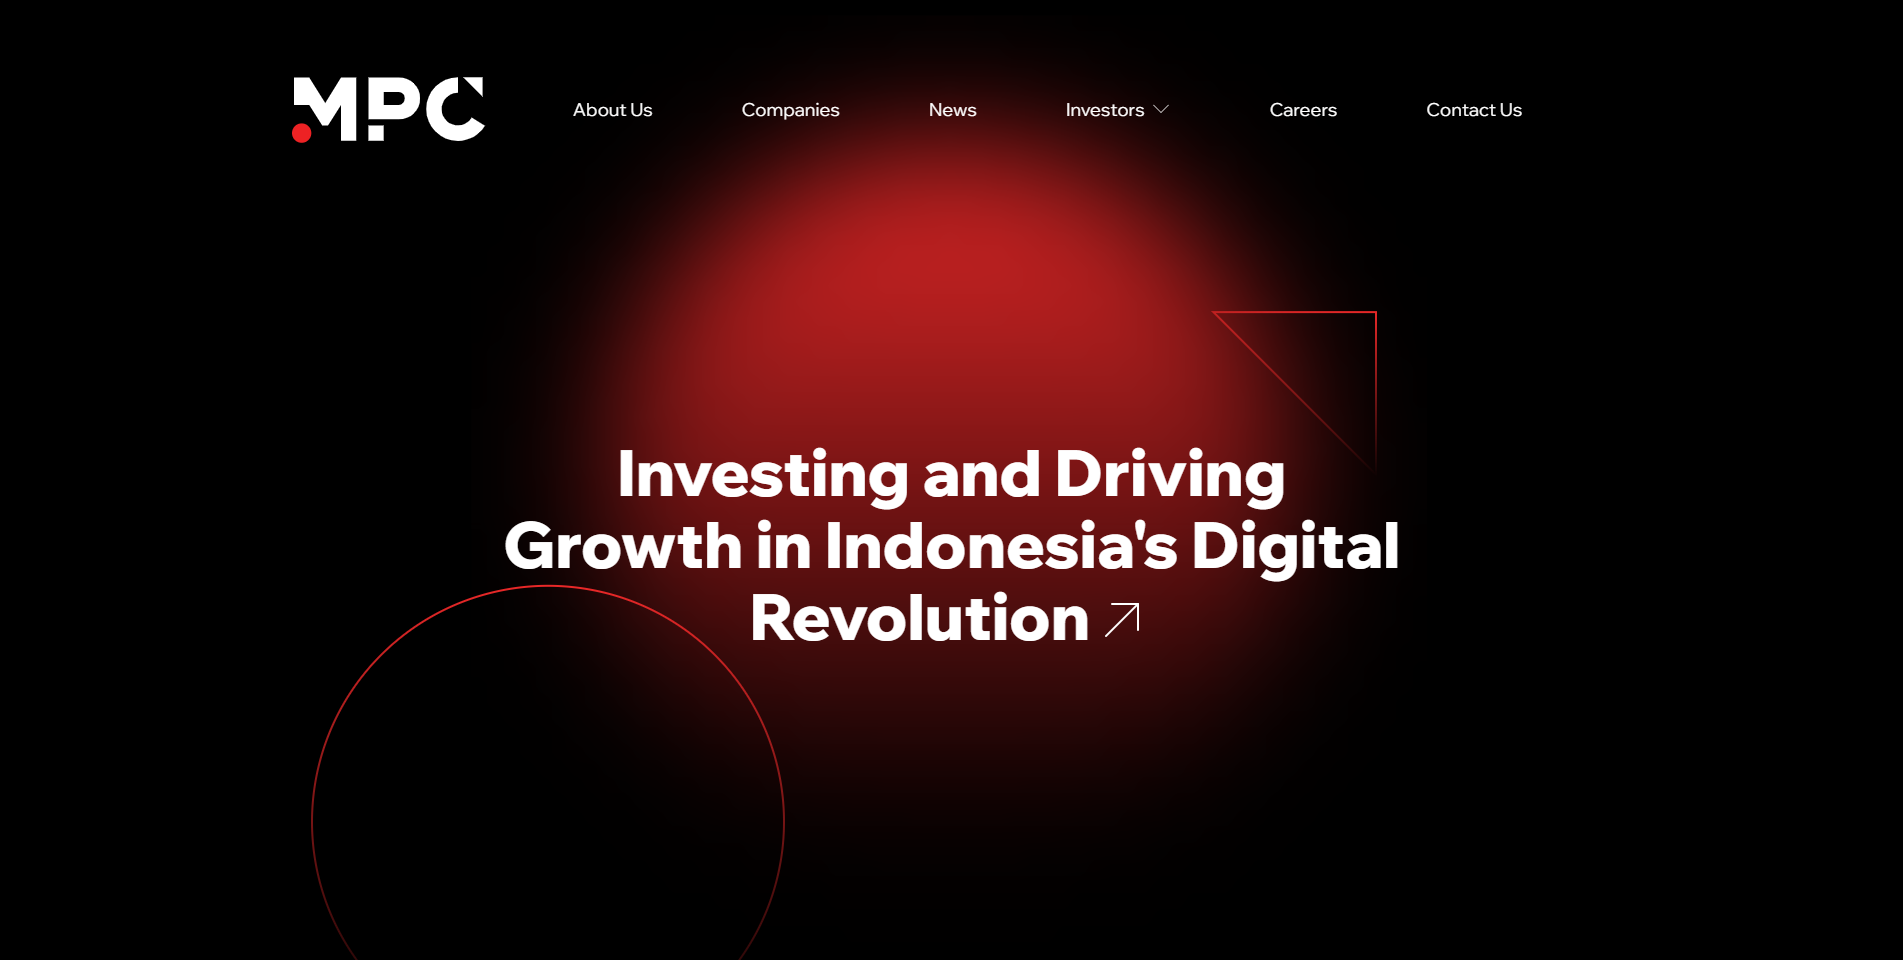 MPC
About Us
Companies
News
Investors
Careers
Contact Us
Investing and Driving
Growth in Indonesia's Digital
Revolution